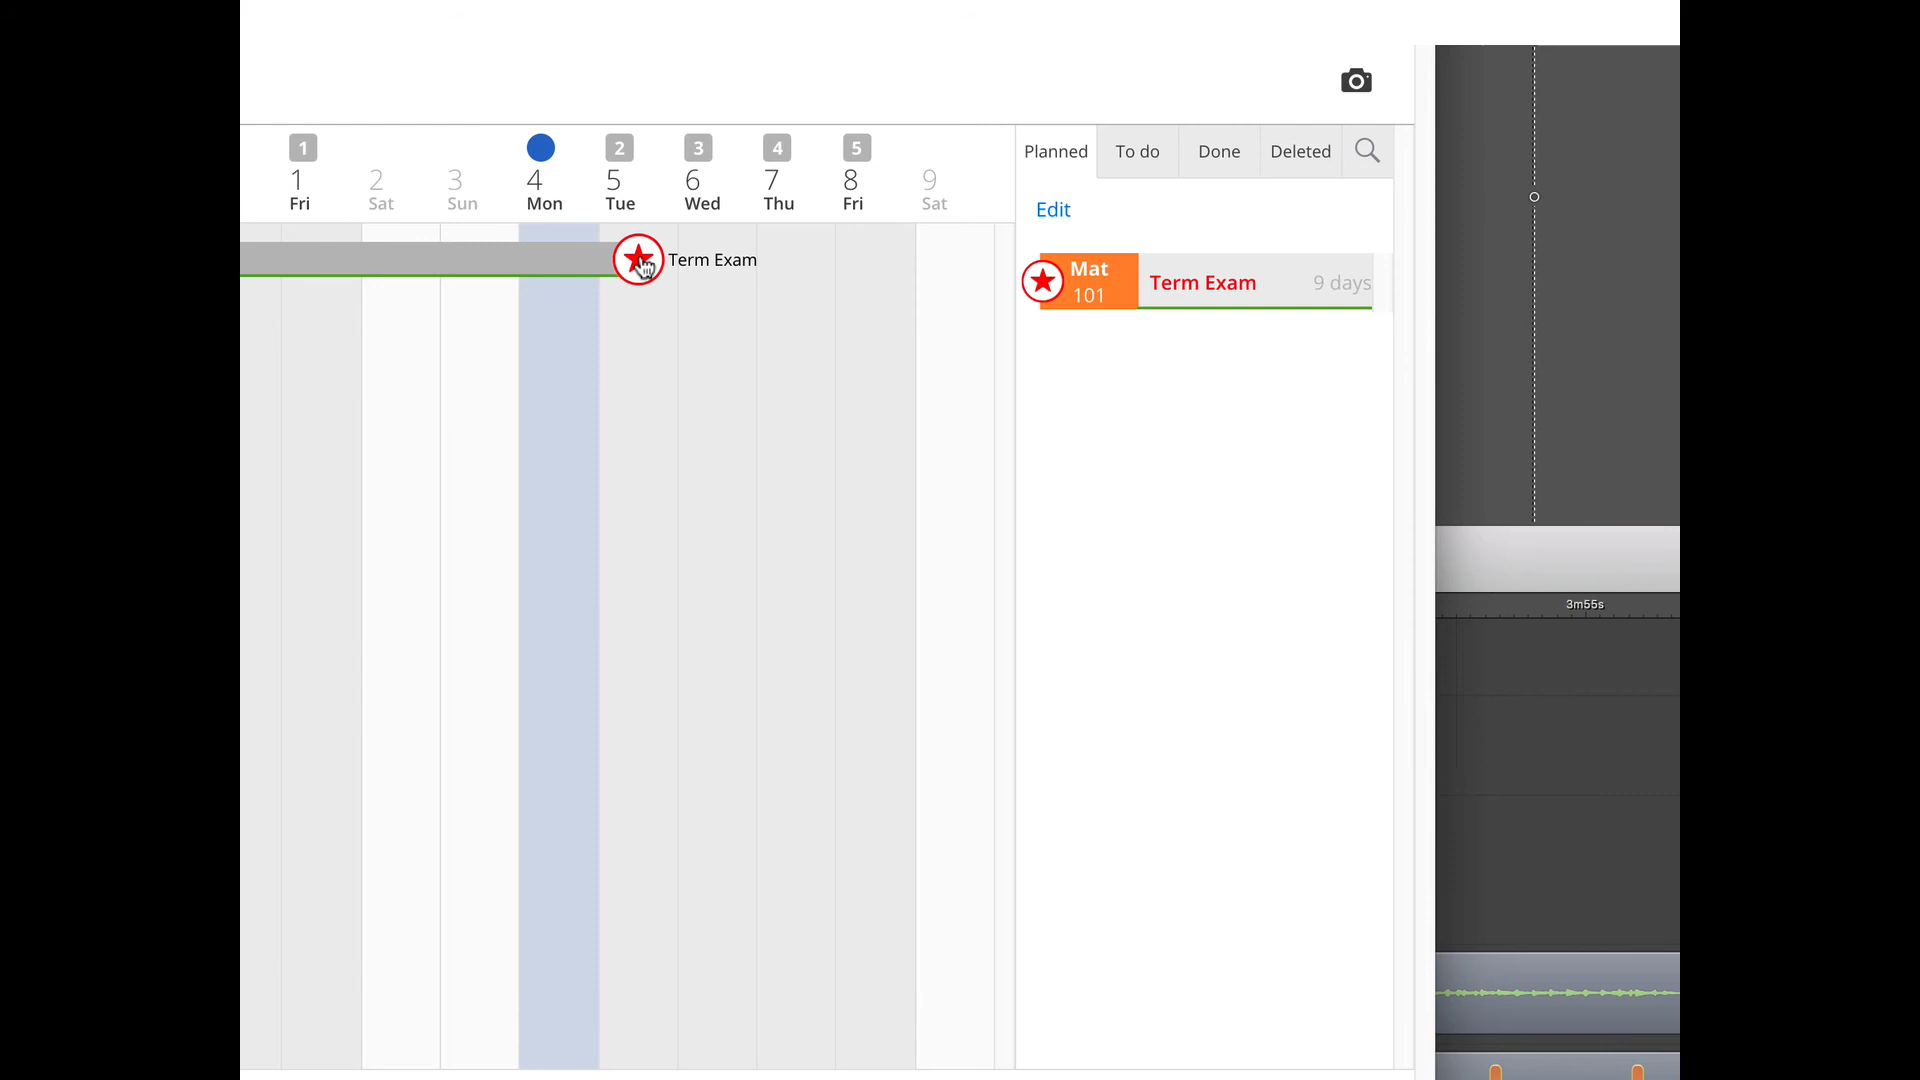 1 2 3 4 5
1 2 3 4 5 6 7 8 9
Fri Sat Sun Mon Tue Wed Thu Fri Sat
Term Exam
Planned To do Done Deleted
Edit
Mat
101
Term Exam 9 days
3m55s